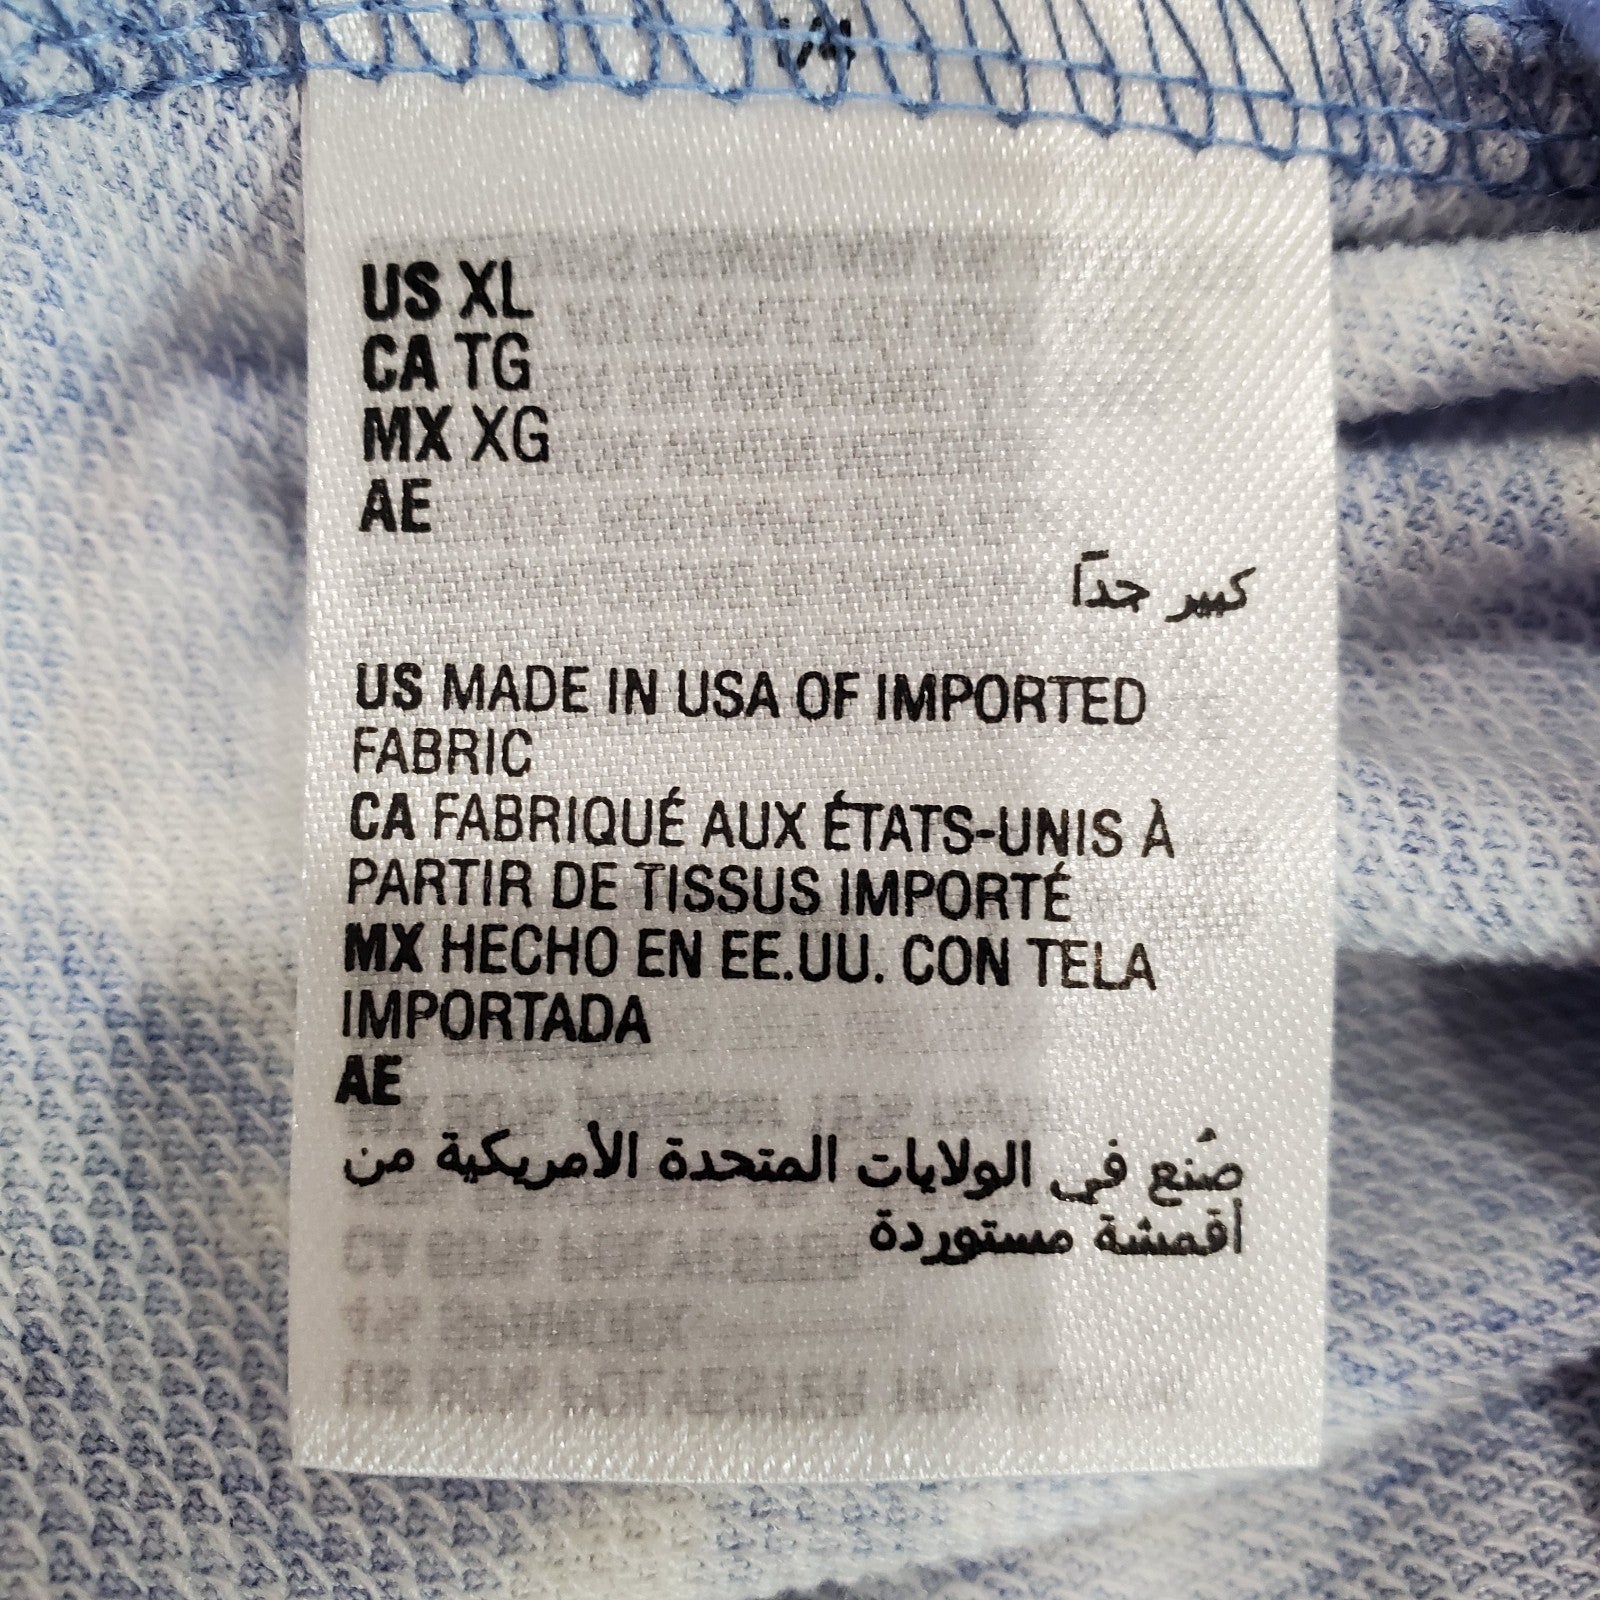 US XL
CA TG
MX XG
AE
كبير جداً
US MADE IN USA OF IMPORTED
FABRIC
CA FABRIQUÉ AUX ÉTATS-UNIS À
PARTIR DE TISSUS IMPORTÉ
MX HECHO EN EE.UU. CON TELA
IMPORTADA
AE
صُنع في الولايات المتحدة الأمريكية من
أقمشة مستوردة